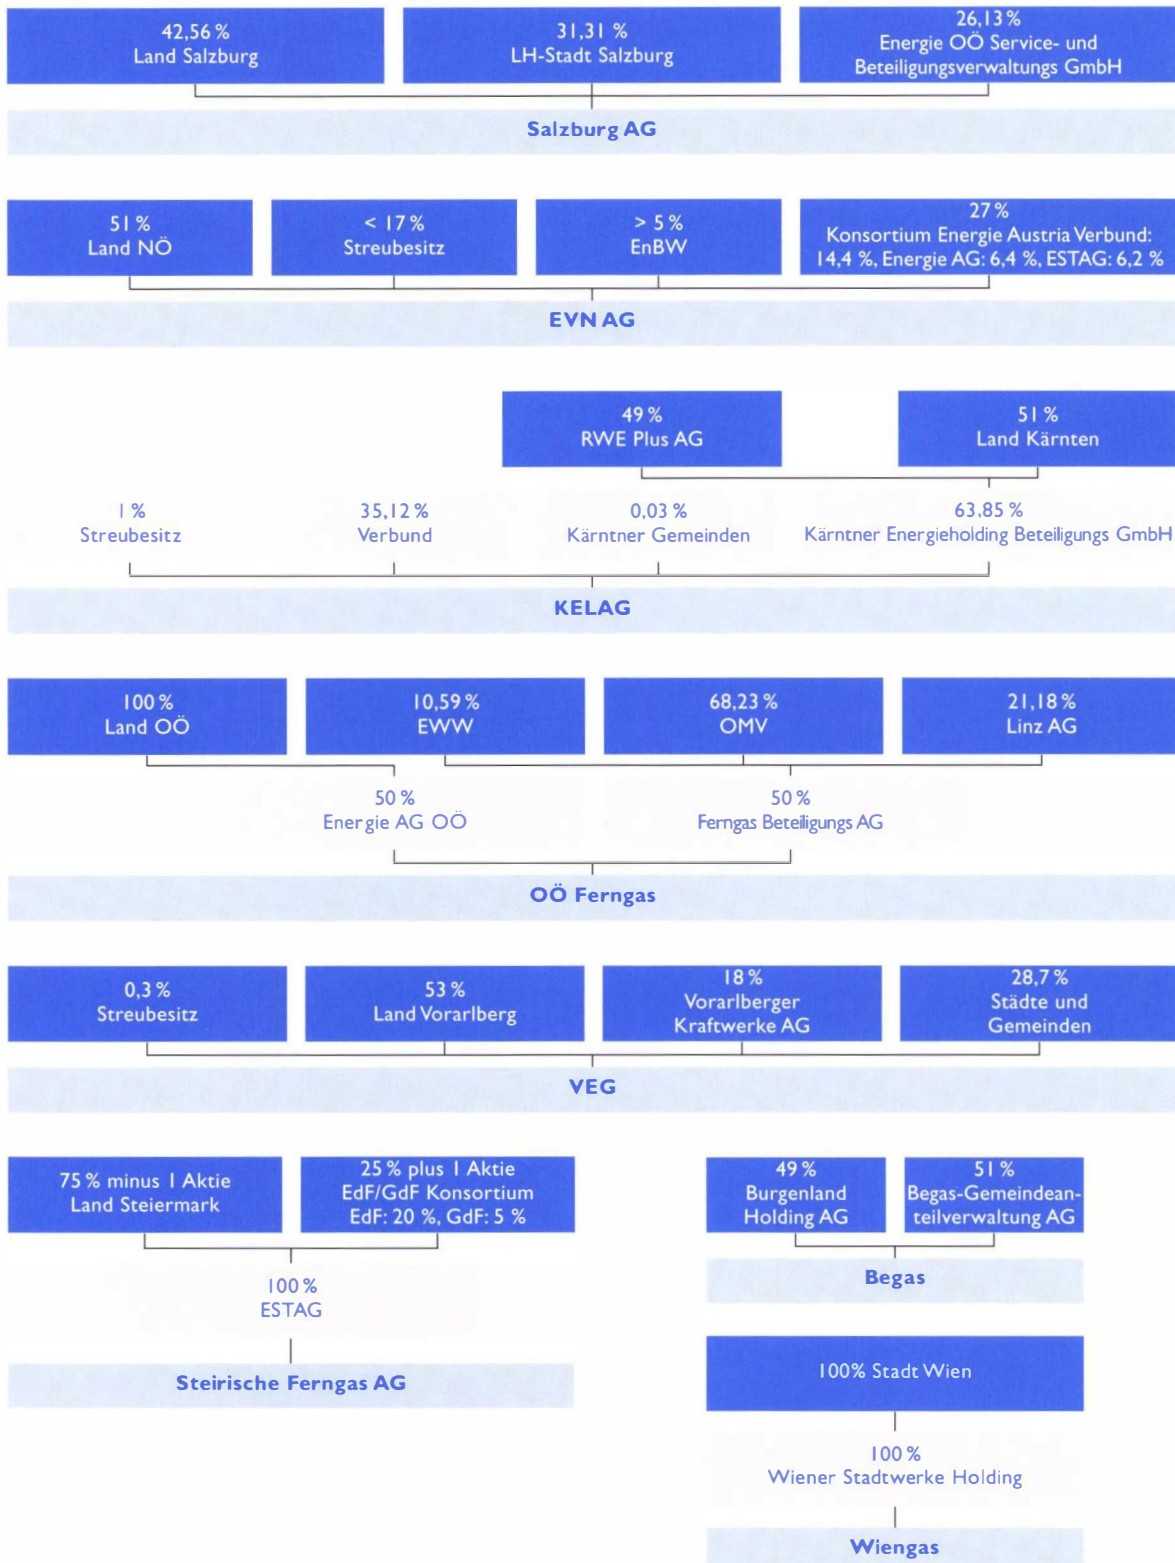 42,56 %
Land Salzburg
31,31 %
LH-Stadt Salzburg
26,13 %
Energie OÖ Service- und
Beteiligungsverwaltungs GmbH
Salzburg AG
51 %
Land NÖ
< 17 %
Streubesitz
> 5 %
EnBW
27 %
Konsortium Energie Austria Verbund:
14,4 %, Energie AG: 6,4 %, ESTAG: 6,2 %
EVN AG
49 %
RWE Plus AG
51 %
Land Kärnten
1 %
Streubesitz
35,12 %
Verbund
0,03 %
Kärntner Gemeinden
63.85 %
Kärntner Energieholding Beteiligungs GmbH
KELAG
100 %
Land OÖ
10,59 %
EWW
68,23 %
OMV
21,18 %
Linz AG
50 %
Energie AG OÖ
50 %
Ferngas Beteiligungs AG
OÖ Ferngas
0,3 %
Streubesitz
53 %
Land Vorarlberg
18 %
Vorarlberger
Kraftwerke AG
28,7 %
Städte und
Gemeinden
VEG
75 % minus 1 Aktie
Land Steiermark
25 % plus 1 Aktie
EdF/GdF Konsortium
EdF: 20 %, GdF: 5 %
100 %
ESTAG
Steirische Ferngas AG
49 %
Burgenland
Holding AG
51 %
Begas-Gemeindean-
teilverwaltung AG
Begas
100% Stadt Wien
100 %
Wiener Stadtwerke Holding
Wiengas